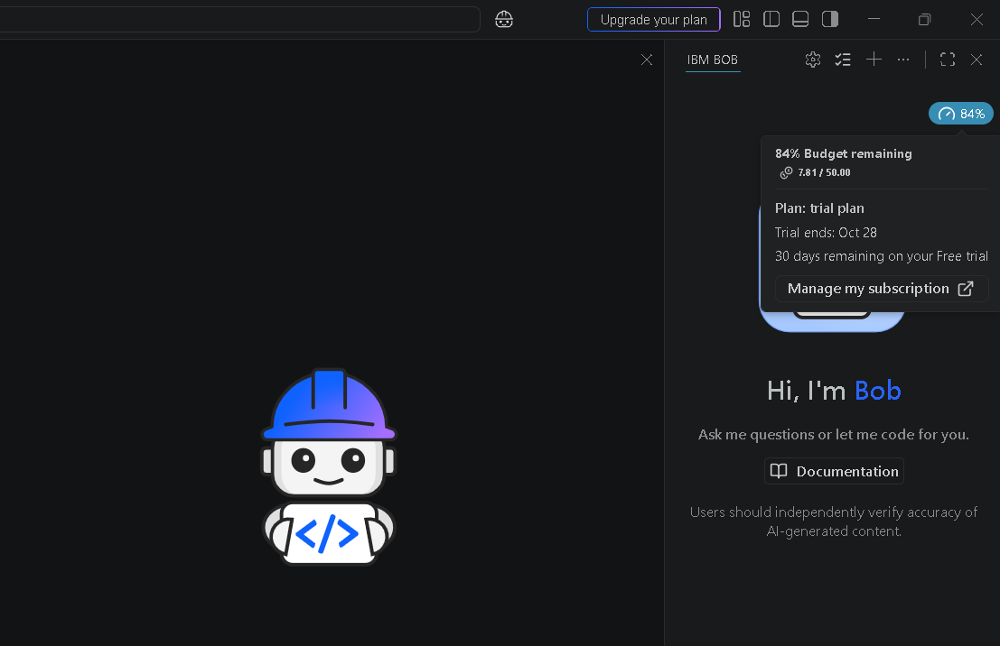 Upgrade your plan
IBM BOB
84%
84% Budget remaining
7.81 / 50.00
Plan: trial plan
Trial ends: Oct 28
30 days remaining on your Free trial
Manage my subscription
Hi, I'm Bob
Ask me questions or let me code for you.
Documentation
Users should independently verify accuracy of
AI-generated content.
</>